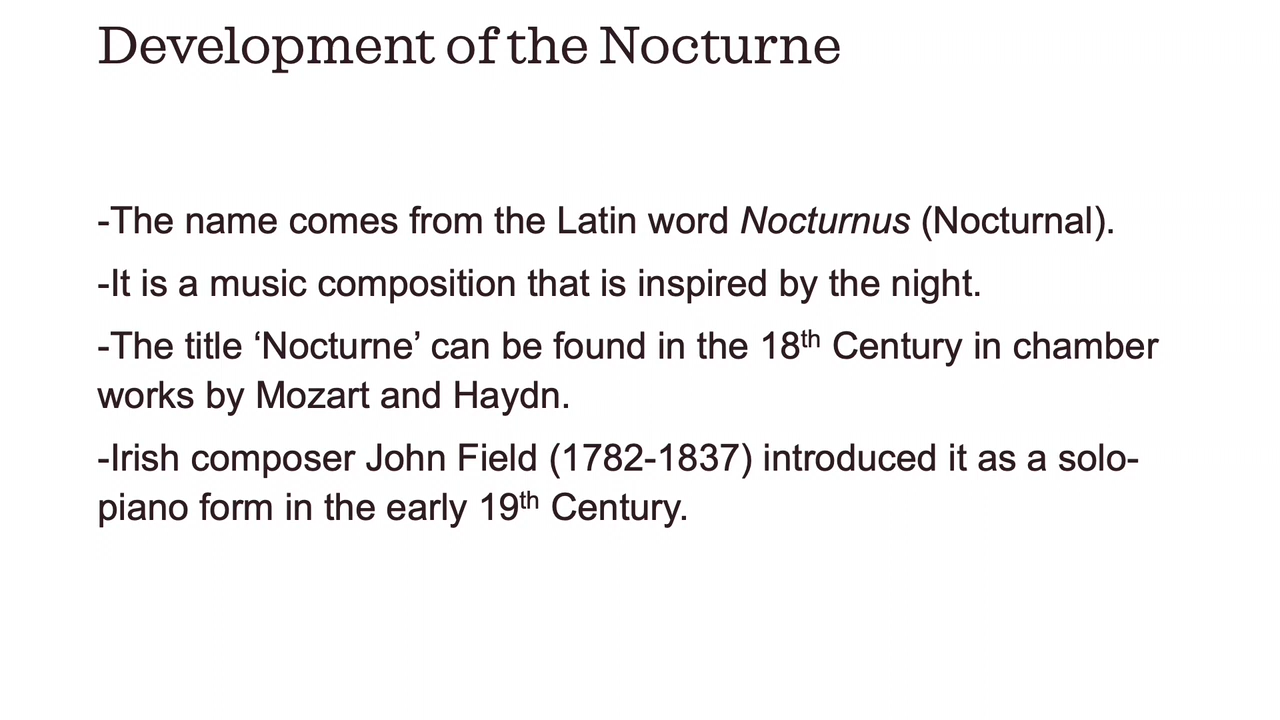 Development of the Nocturne
-The name comes from the Latin word Nocturnus (Nocturnal).
-It is a music composition that is inspired by the night.
-The title ‘Nocturne’ can be found in the 18th Century in chamber
works by Mozart and Haydn.
-Irish composer John Field (1782-1837) introduced it as a solo-
piano form in the early 19th Century.